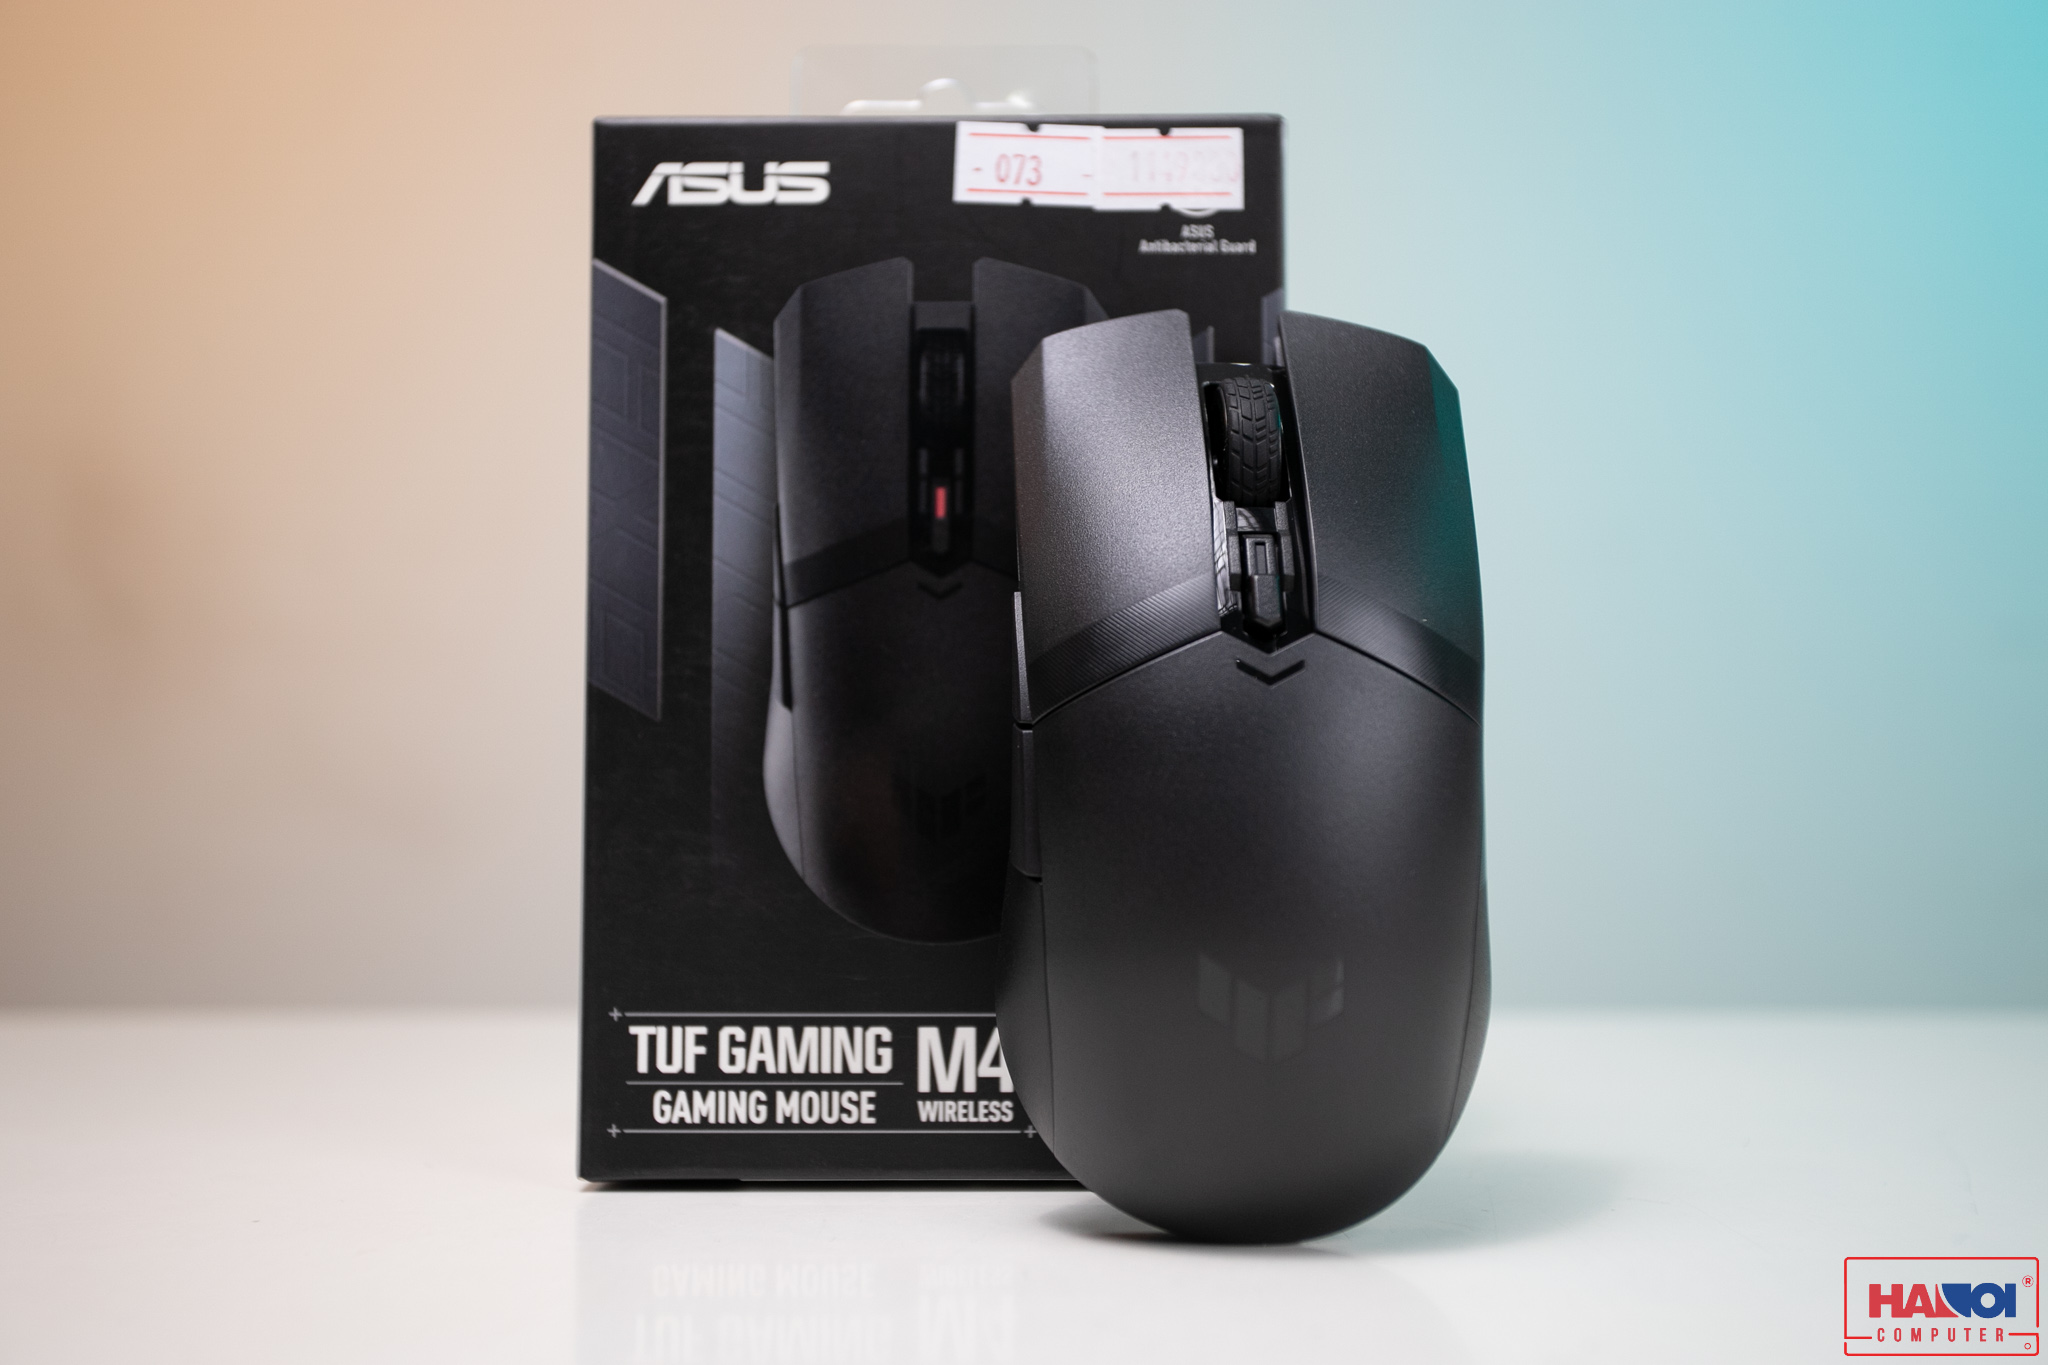 ASUS
- 073 -
ASUS
Antibacterial Guard
TUF GAMING
GAMING MOUSE
M4
WIRELESS
HANOI ®
COMPUTER